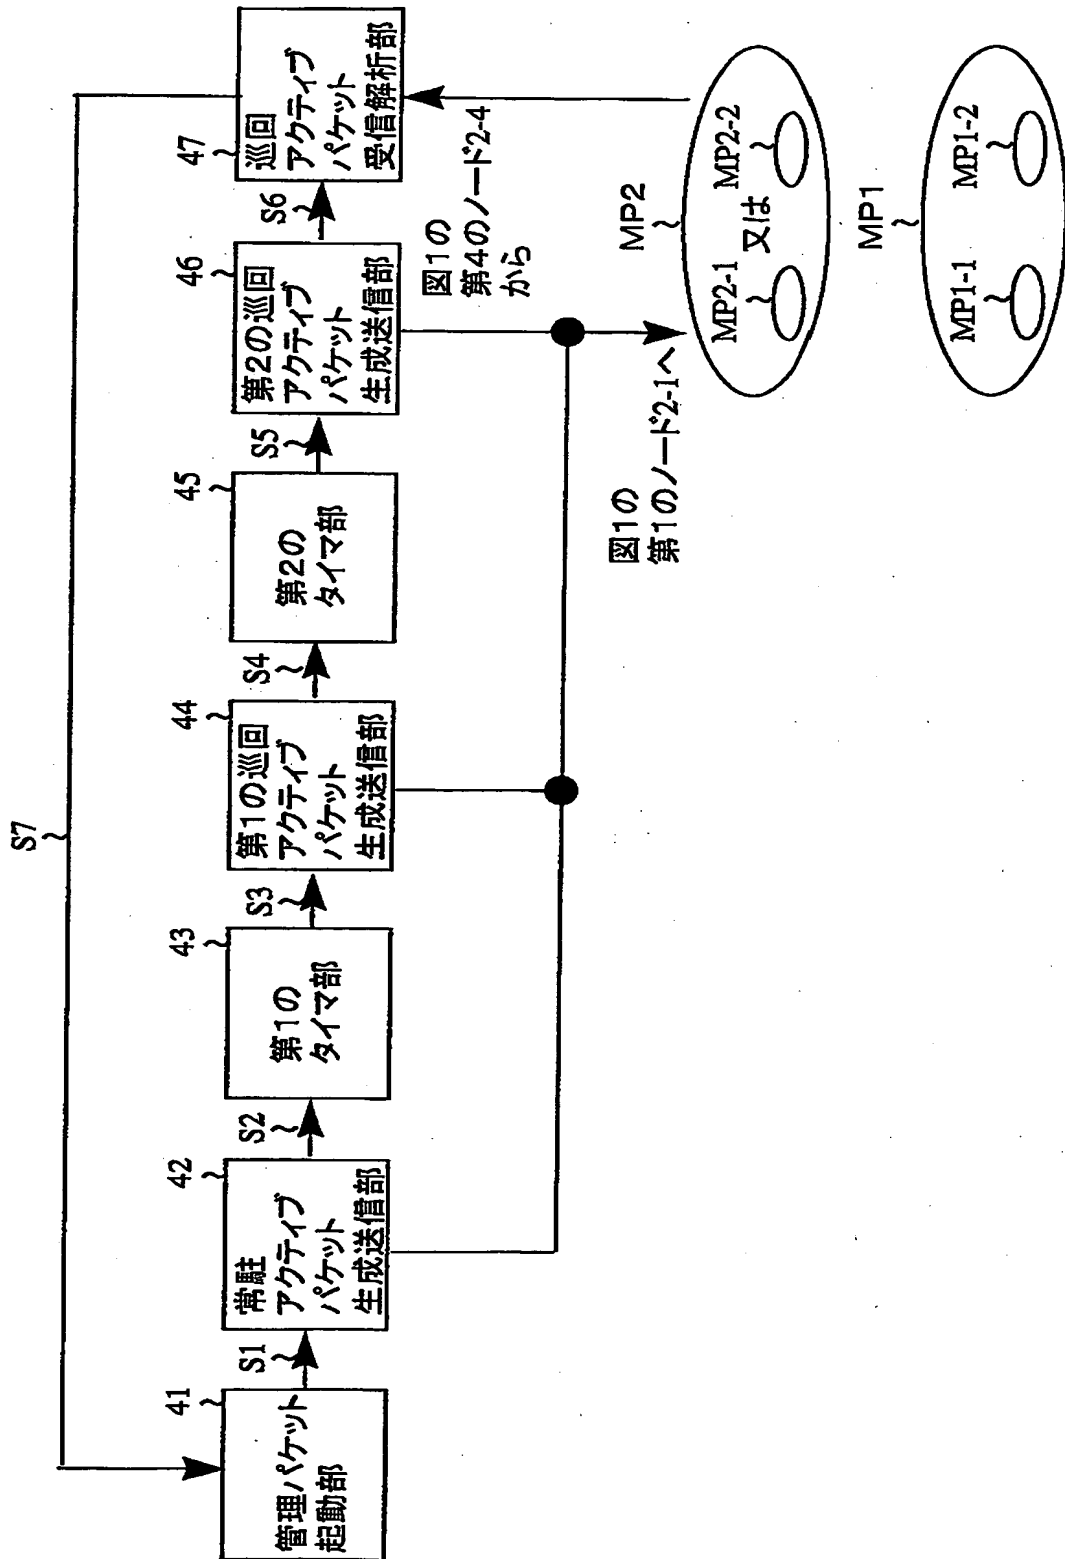 S7
41
管理パケット
起動部
S1
42
常駐
アクティブ
パケット
生成送信部
S2
43
第1の
タイマ部
S3
44
第1の巡回
アクティブ
パケット
生成送信部
S4
45
第2の
タイマ部
S5
46
第2の巡回
アクティブ
パケット
生成送信部
S6
47
巡回
アクティブ
パケット
受信解析部
図1の
第4のノード2-4
から
図1の
第1のノード2-1へ
MP2
MP2-1
又は
MP2-2
MP1
MP1-1
MP1-2